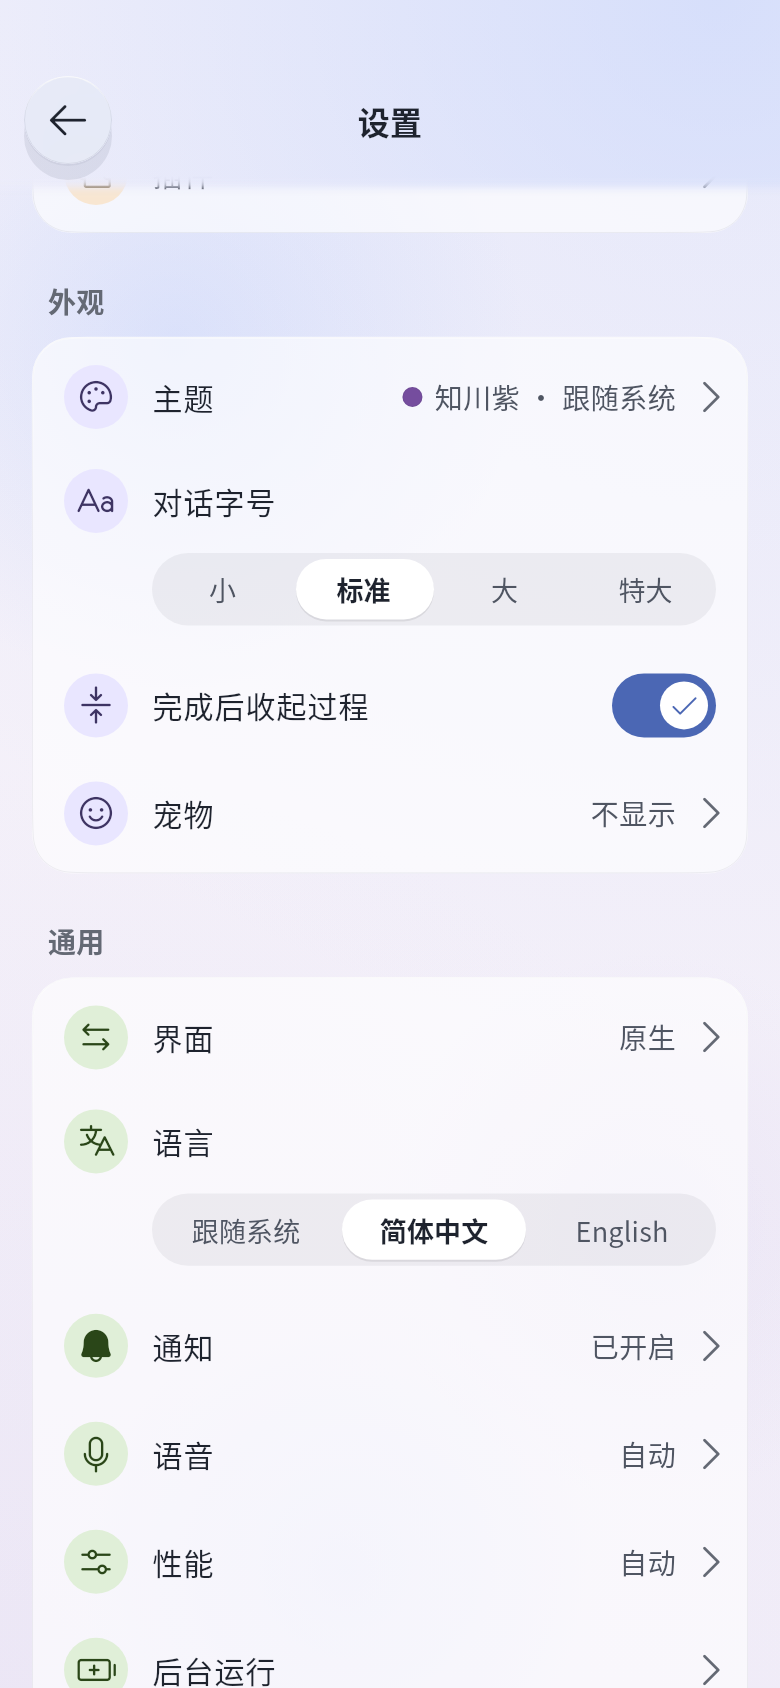 设置
外观
主题
知川紫 · 跟随系统
Aa
对话字号
小 标准 大 特大
完成后收起过程
宠物
不显示
通用
界面
原生
语言
跟随系统 简体中文 English
通知
已开启
语音
自动
性能
自动
后台运行